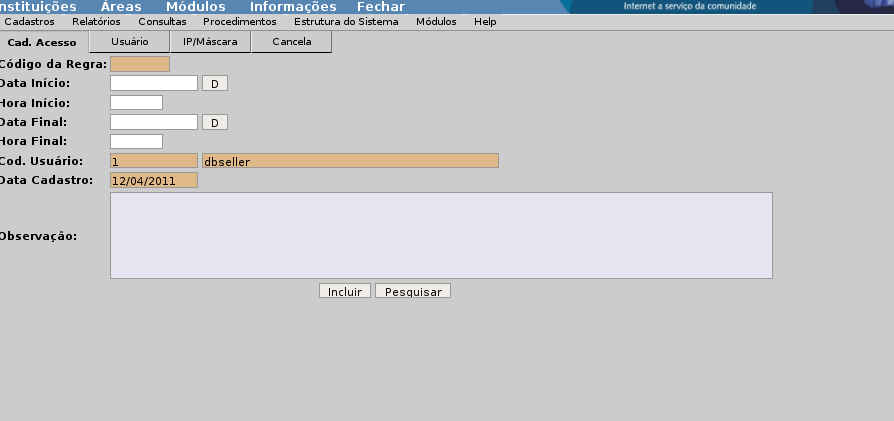 nstituições Áreas Módulos Informações Fechar Internet a serviço da comunidade
Cadastros Relatórios Consultas Procedimentos Estrutura do Sistema Módulos Help
Cad. Acesso Usuário IP/Máscara Cancela
Código da Regra:
Data Início: D
Hora Início:
Data Final: D
Hora Final:
Cod. Usuário: 1 dbseller
Data Cadastro: 12/04/2011
Observação:
Incluir Pesquisar